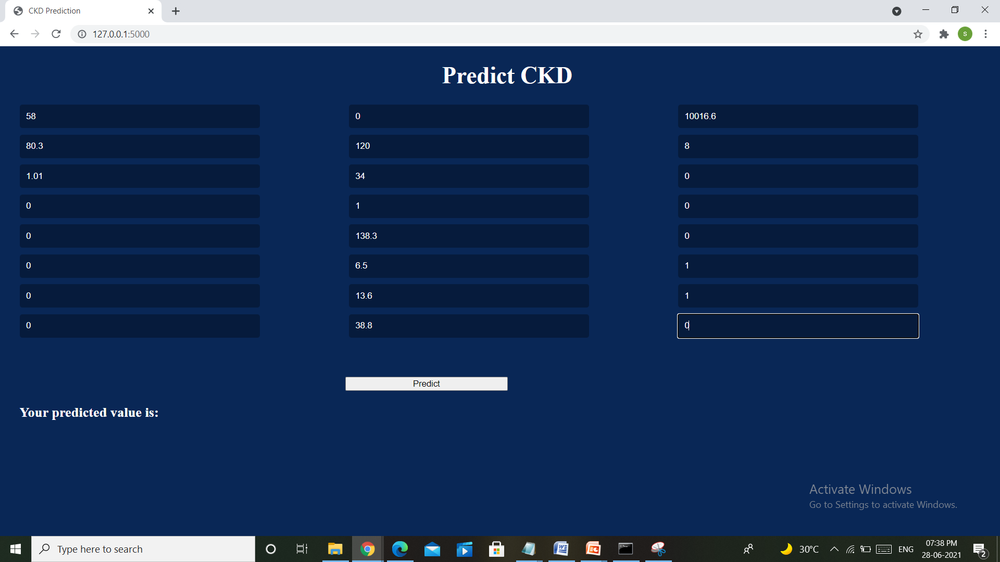 CKD Prediction
127.0.0.1:5000
S
Predict CKD
58 0 10016.6
80.3 120 8
1.01 34 0
0 1 0
0 138.3 0
0 6.5 1
0 13.6 1
0 38.8 0
Predict
Your predicted value is:
Activate Windows
Go to Settings to activate Windows.
Type here to search
30°C
ENG
07:38 PM
28-06-2021
2